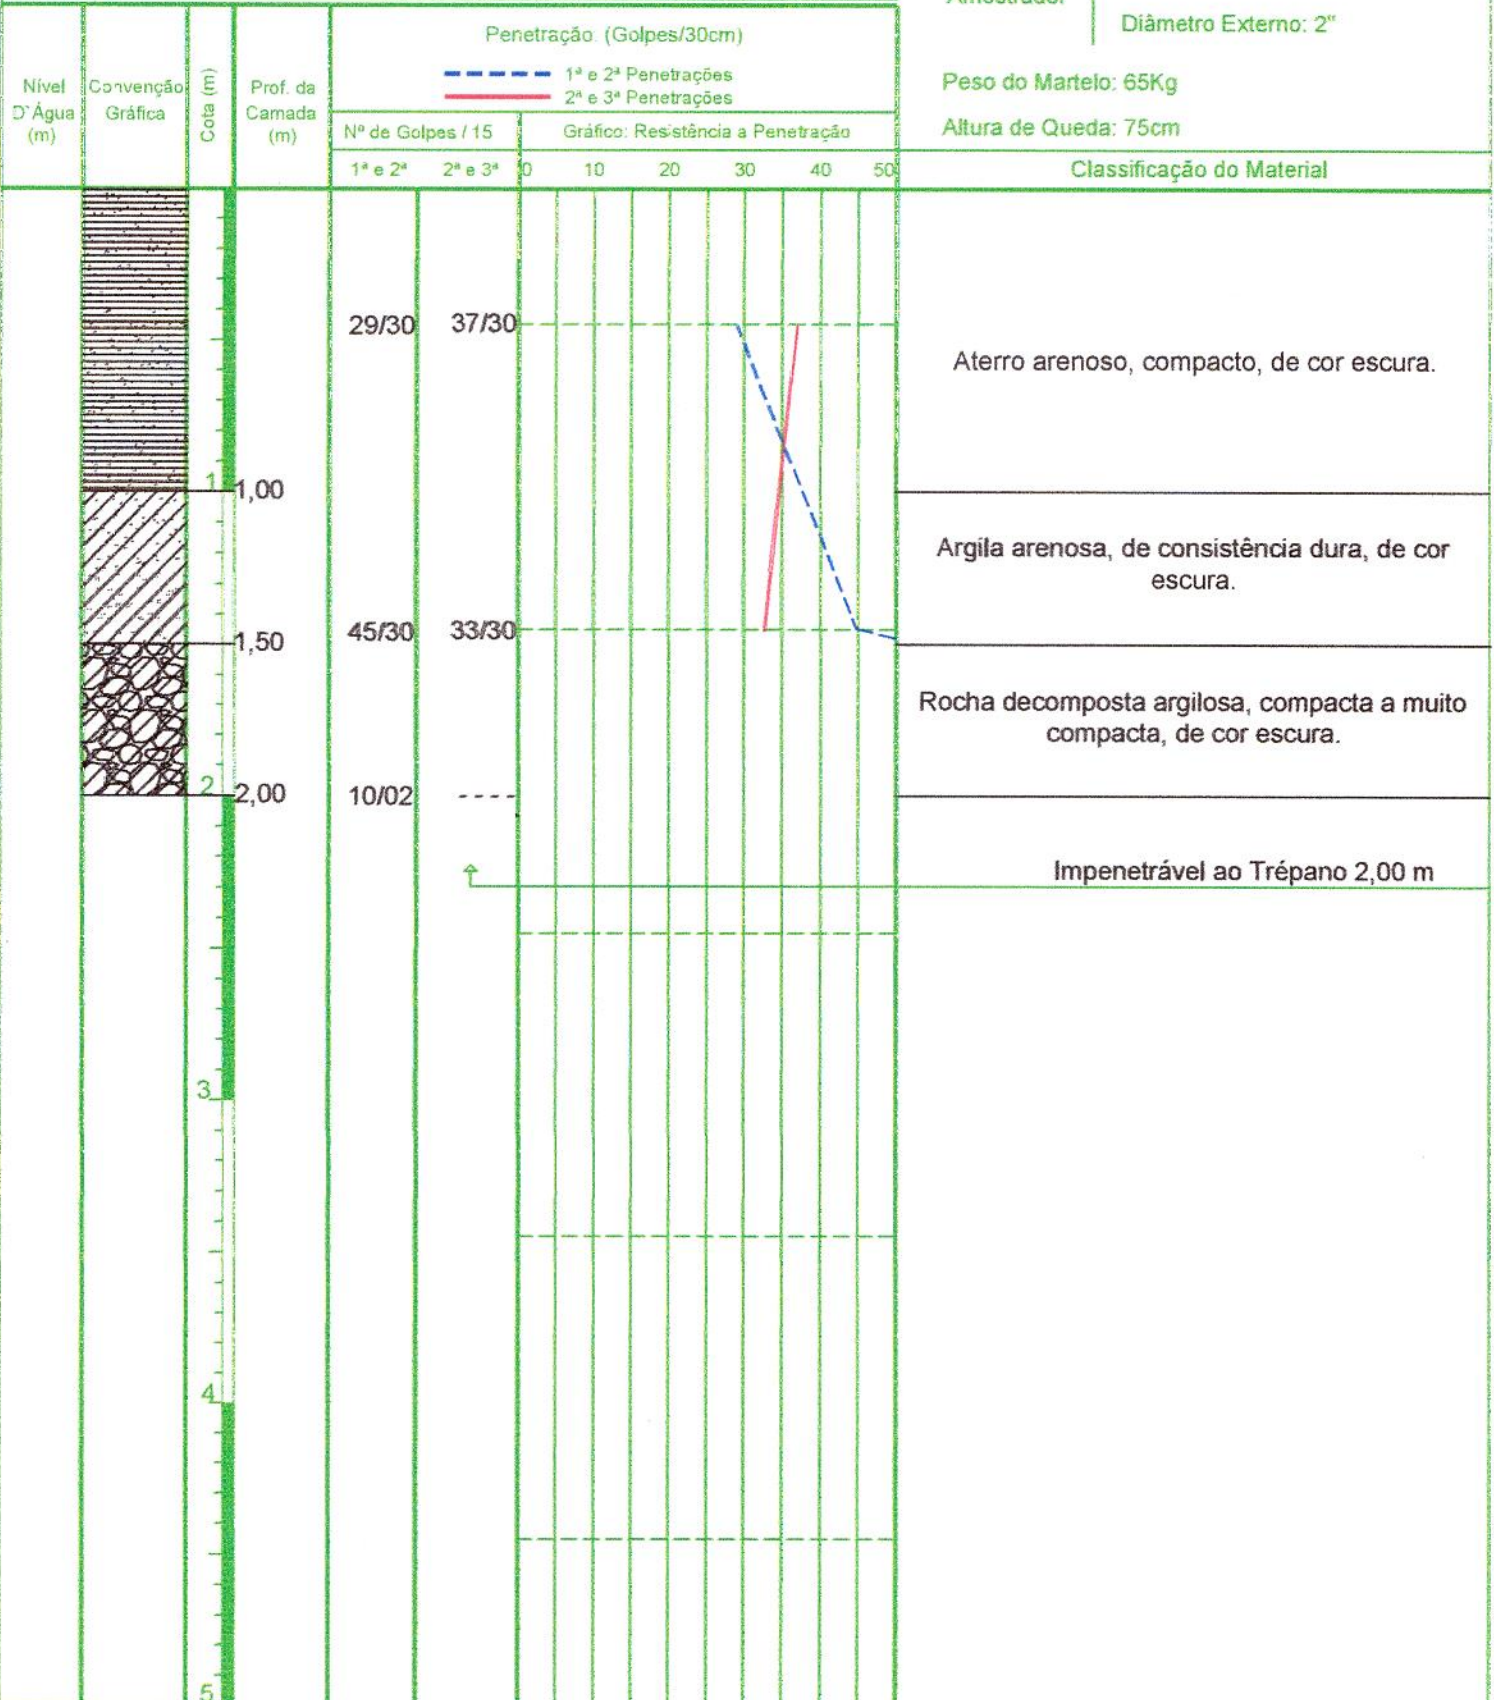 Diâmetro Externo: 2"
Peso do Martelo: 65Kg
Altura de Queda: 75cm
Nível
D`Água
(m)
Convenção
Gráfica
Cota (m)
Prof. da
Camada
(m)
Penetração: (Golpes/30cm)
1ª e 2ª Penetrações
2ª e 3ª Penetrações
Nº de Golpes / 15
Gráfico: Resistência a Penetração
1ª e 2ª
2ª e 3ª
0 10 20 30 40 50
Classificação do Material
29/30 37/30
Aterro arenoso, compacto, de cor escura.
1 1,00
Argila arenosa, de consistência dura, de cor
escura.
45/30 33/30
1,50
Rocha decomposta argilosa, compacta a muito
compacta, de cor escura.
2 2,00 10/02 ----
Impenetrável ao Trépano 2,00 m
3
4
5